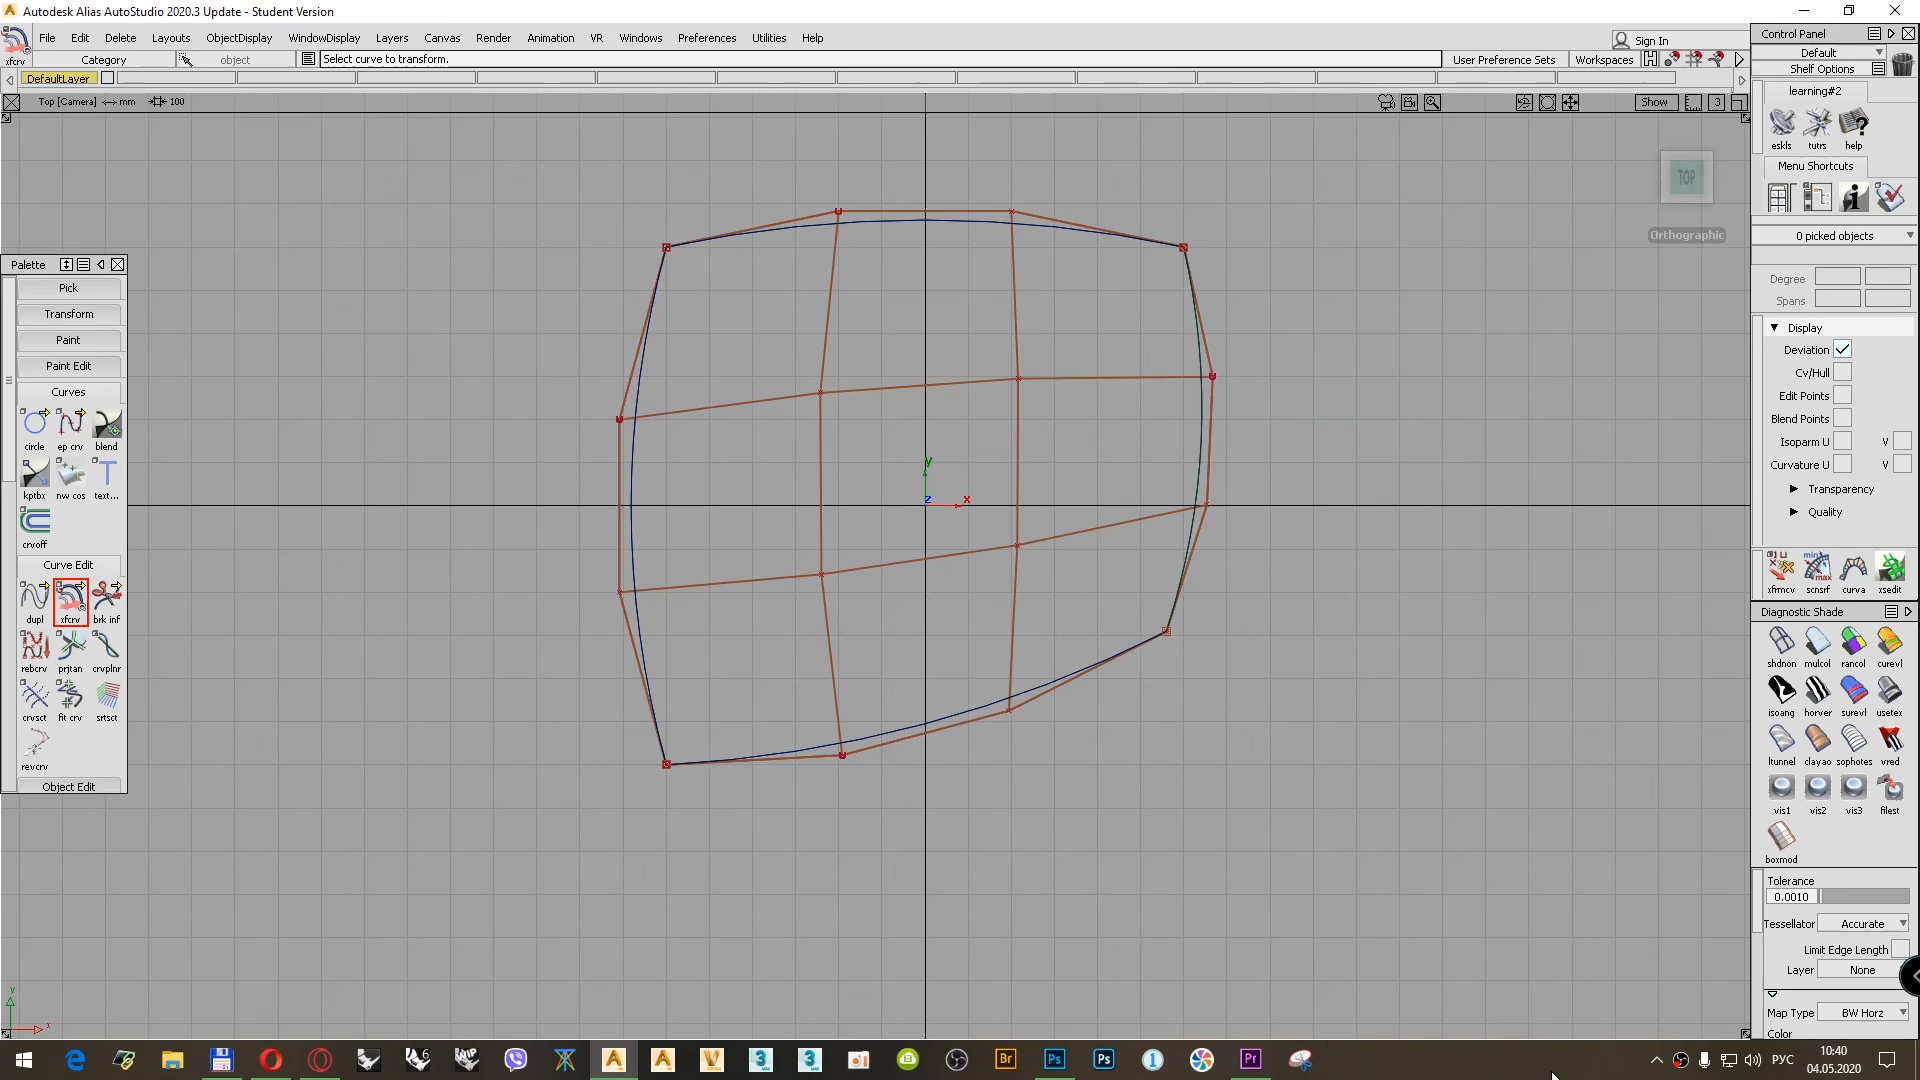 Autodesk Alias AutoStudio 2020.3 Update - Student Version
File Edit Delete Layouts ObjectDisplay WindowDisplay Layers Canvas Render Animation VR Windows Preferences Utilities Help
Sign In
xfcrv Category object Select curve to transform. User Preference Sets Workspaces
DefaultLayer
Top [Camera] mm 100 Show 3
TOP
Orthographic
y
z x
y
x
Palette
Pick
Transform
Paint
Paint Edit
Curves
circle ep crv blend
kptbx nw cos text...
crvoff
Curve Edit
dupl xfcrv brk inf
rebcrv prjtan crvplnr
crvsct fit crv srtsct
revcrv
Object Edit
Control Panel
Default
Shelf Options
learning#2
eskls tutrs help
Menu Shortcuts
0 picked objects
Degree
Spans
Display
Deviation
Cv/Hull
Edit Points
Blend Points
Isoparm U V
Curvature U V
Transparency
Quality
xfrmcv scnsrf curva xsedit
Diagnostic Shade
shdnon mulcol rancol curevl
isoang horver surevl usetex
ltunnel clayao sophotes vred
vis1 vis2 vis3 filest
boxmod
Tolerance
0.0010
Tessellator Accurate
Limit Edge Length
Layer None
Map Type BW Horz
Color
РУС
10:40
04.05.2020